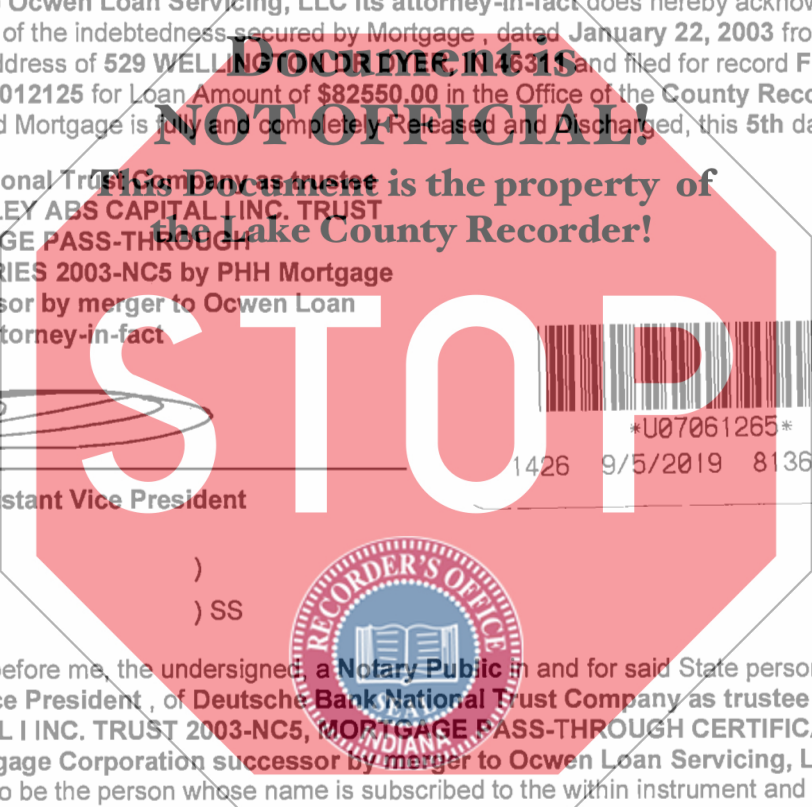 Ocwen Loan Servicing, LLC its attorney-in-fact does hereby acknow
of the indebtedness secured by Mortgage , dated January 22, 2003 fro
ddress of 529 WELLINGTON DR DYER, IN 46311 and filed for record F
012125 for Loan Amount of $82550.00 in the Office of the County Reco
d Mortgage is fully and completely Released and Discharged, this 5th da
Document is
NOT OFFICIAL!
This Document is the property of
the Lake County Recorder!
onal Trust Company as trustee
LEY ABS CAPITAL I INC. TRUST
GE PASS-THROUGH
RIES 2003-NC5 by PHH Mortgage
sor by merger to Ocwen Loan
torney-in-fact
STOP
*U07061265*
1426 9/5/2019 8136
stant Vice President
)
) SS
RECORDER'S OFFICE
SEAL
INDIANA
before me, the undersigned, a Notary Public in and for said State perso
ce President , of Deutsche Bank National Trust Company as trustee
L I INC. TRUST 2003-NC5, MORTGAGE PASS-THROUGH CERTIFICA
gage Corporation successor by merger to Ocwen Loan Servicing, L
o be the person whose name is subscribed to the within instrument and